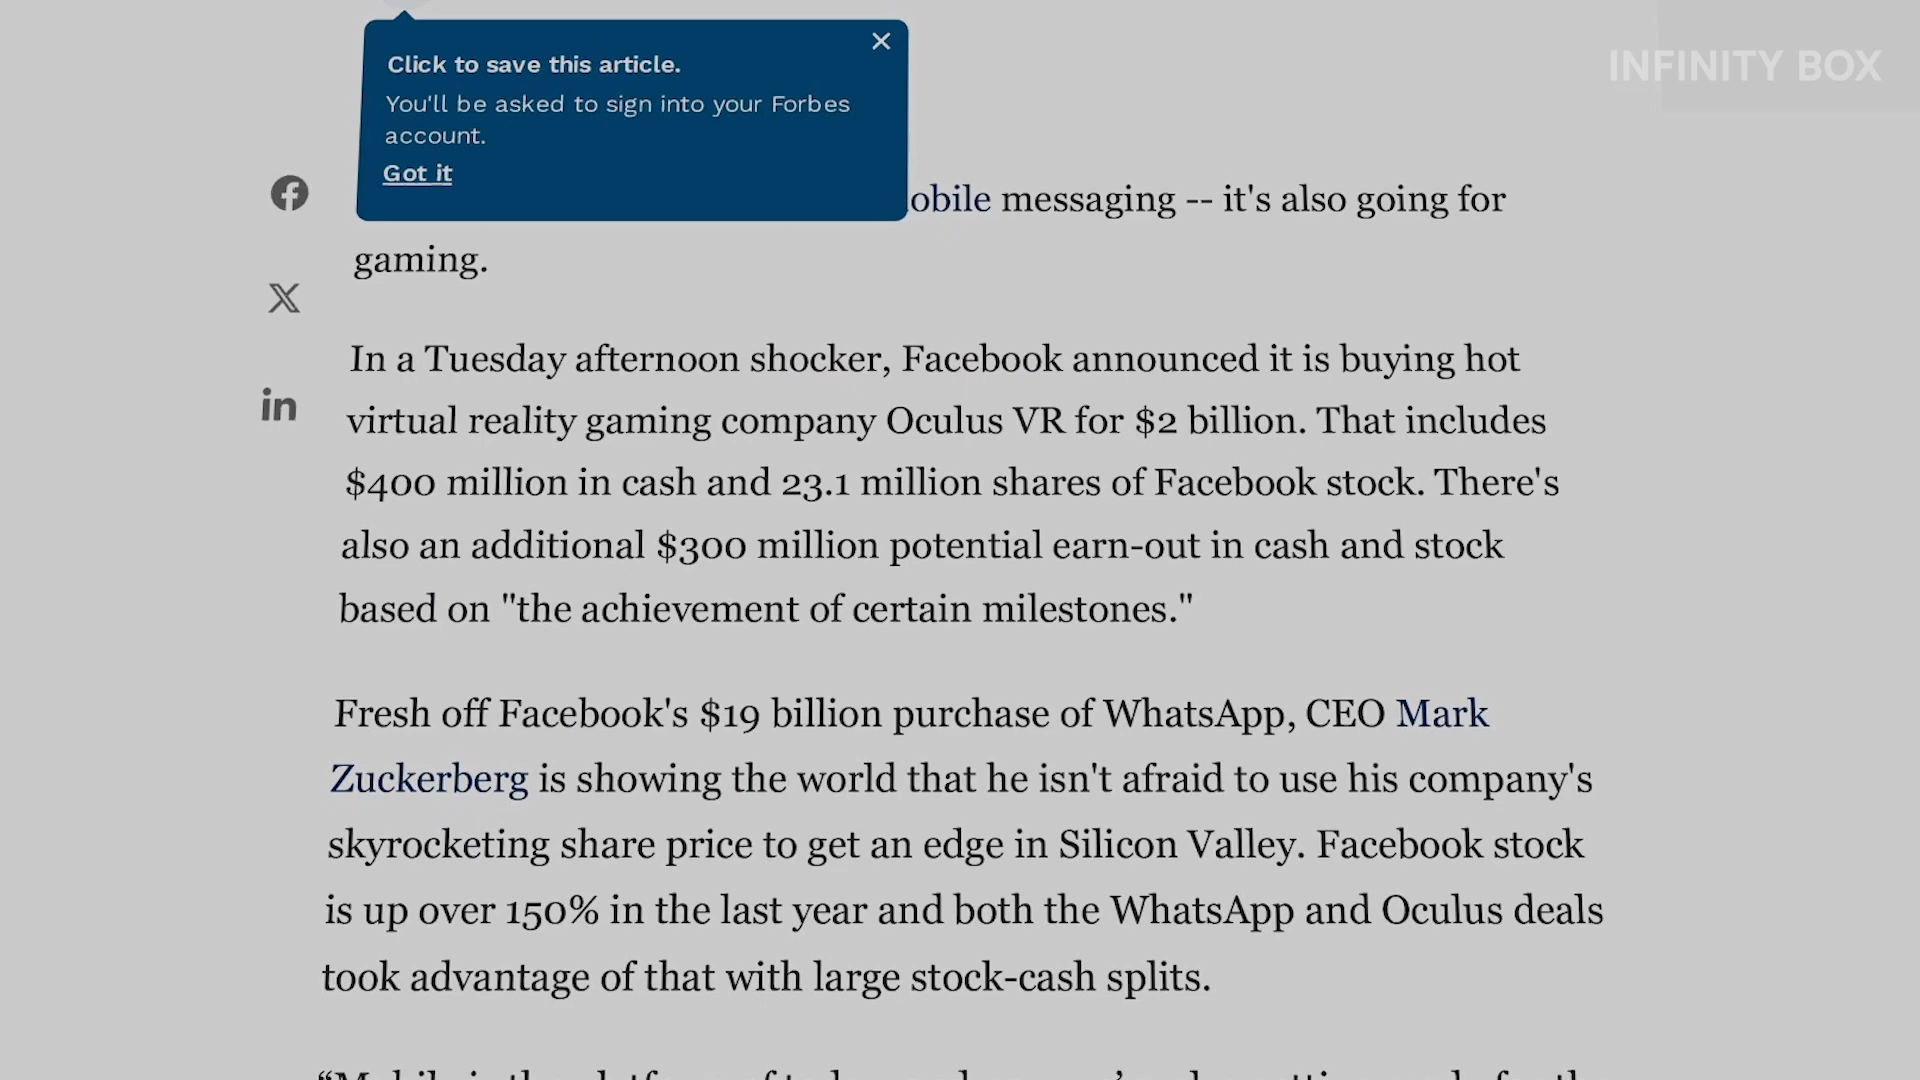 INFINITY BOX
Click to save this article.
You'll be asked to sign into your Forbes
account.
Got it
obile messaging -- it's also going for
gaming.
In a Tuesday afternoon shocker, Facebook announced it is buying hot
virtual reality gaming company Oculus VR for $2 billion. That includes
$400 million in cash and 23.1 million shares of Facebook stock. There's
also an additional $300 million potential earn-out in cash and stock
based on "the achievement of certain milestones."
Fresh off Facebook's $19 billion purchase of WhatsApp, CEO Mark
Zuckerberg is showing the world that he isn't afraid to use his company's
skyrocketing share price to get an edge in Silicon Valley. Facebook stock
is up over 150% in the last year and both the WhatsApp and Oculus deals
took advantage of that with large stock-cash splits.